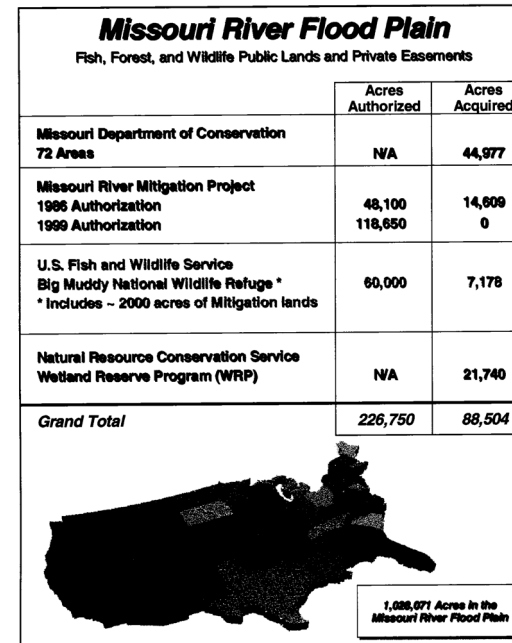 Missouri River Flood Plain
Fish, Forest, and Wildlife Public Lands and Private Easements
Acres Authorized
Acres Acquired
Missouri Department of Conservation
72 Areas N/A 44,977
Missouri River Mitigation Project
1986 Authorization 48,100 14,609
1999 Authorization 118,650 0
U.S. Fish and Wildlife Service
Big Muddy National Wildlife Refuge * 60,000 7,178
* Includes ~ 2000 acres of Mitigation lands
Natural Resource Conservation Service
Wetland Reserve Program (WRP) N/A 21,740
Grand Total 226,750 88,504
1,028,071 Acres in the
Missouri River Flood Plain